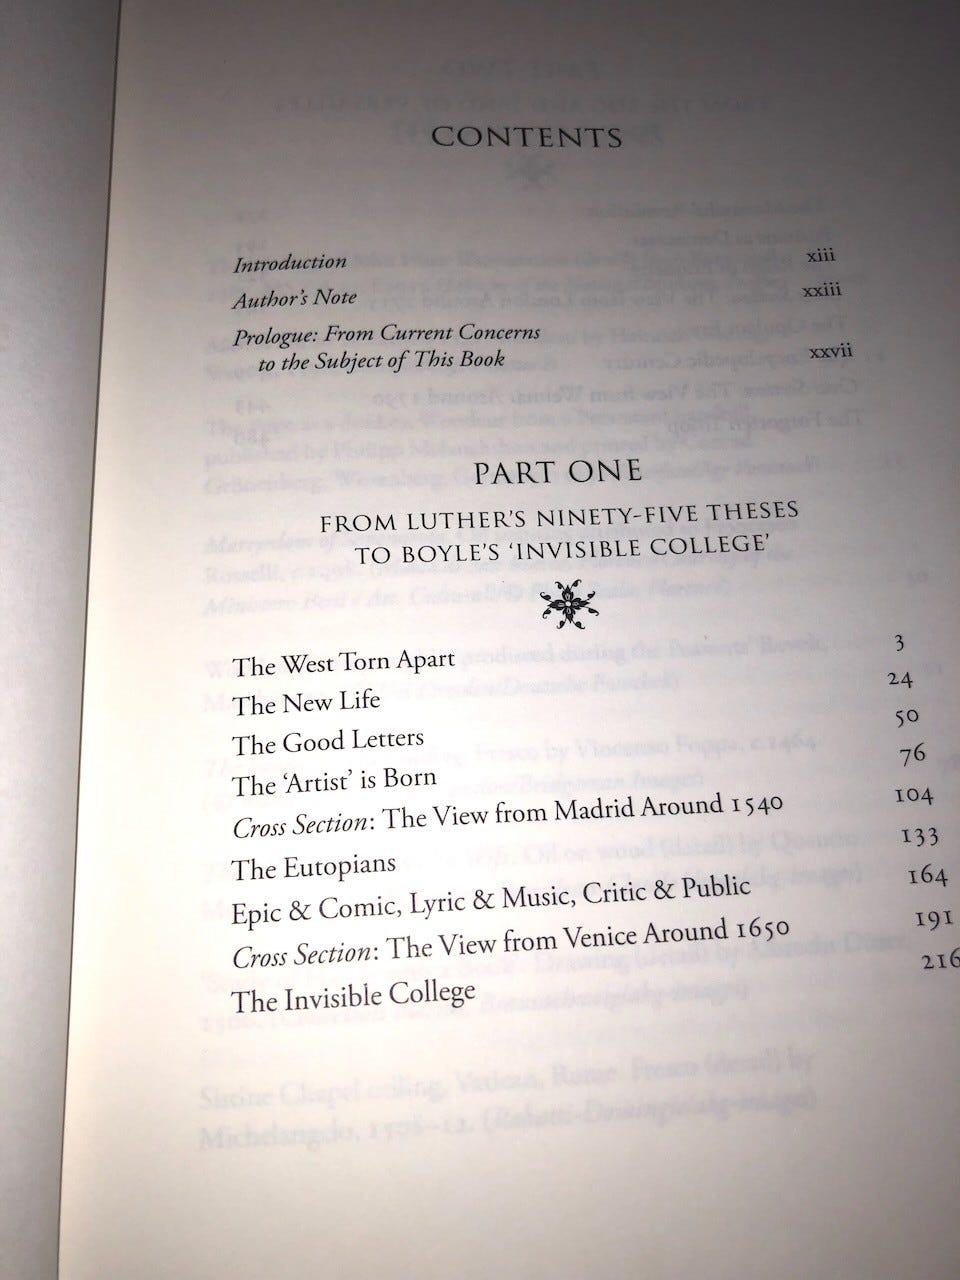 CONTENTS
Introduction xiii
Author's Note xxiii
Prologue: From Current Concerns
to the Subject of This Book xxvii
PART ONE
FROM LUTHER'S NINETY-FIVE THESES
TO BOYLE'S ‘INVISIBLE COLLEGE’
The West Torn Apart 3
The New Life 24
The Good Letters 50
The ‘Artist’ is Born 76
Cross Section: The View from Madrid Around 1540 104
The Eutopians 133
Epic & Comic, Lyric & Music, Critic & Public 164
Cross Section: The View from Venice Around 1650 191
The Invisible College 216